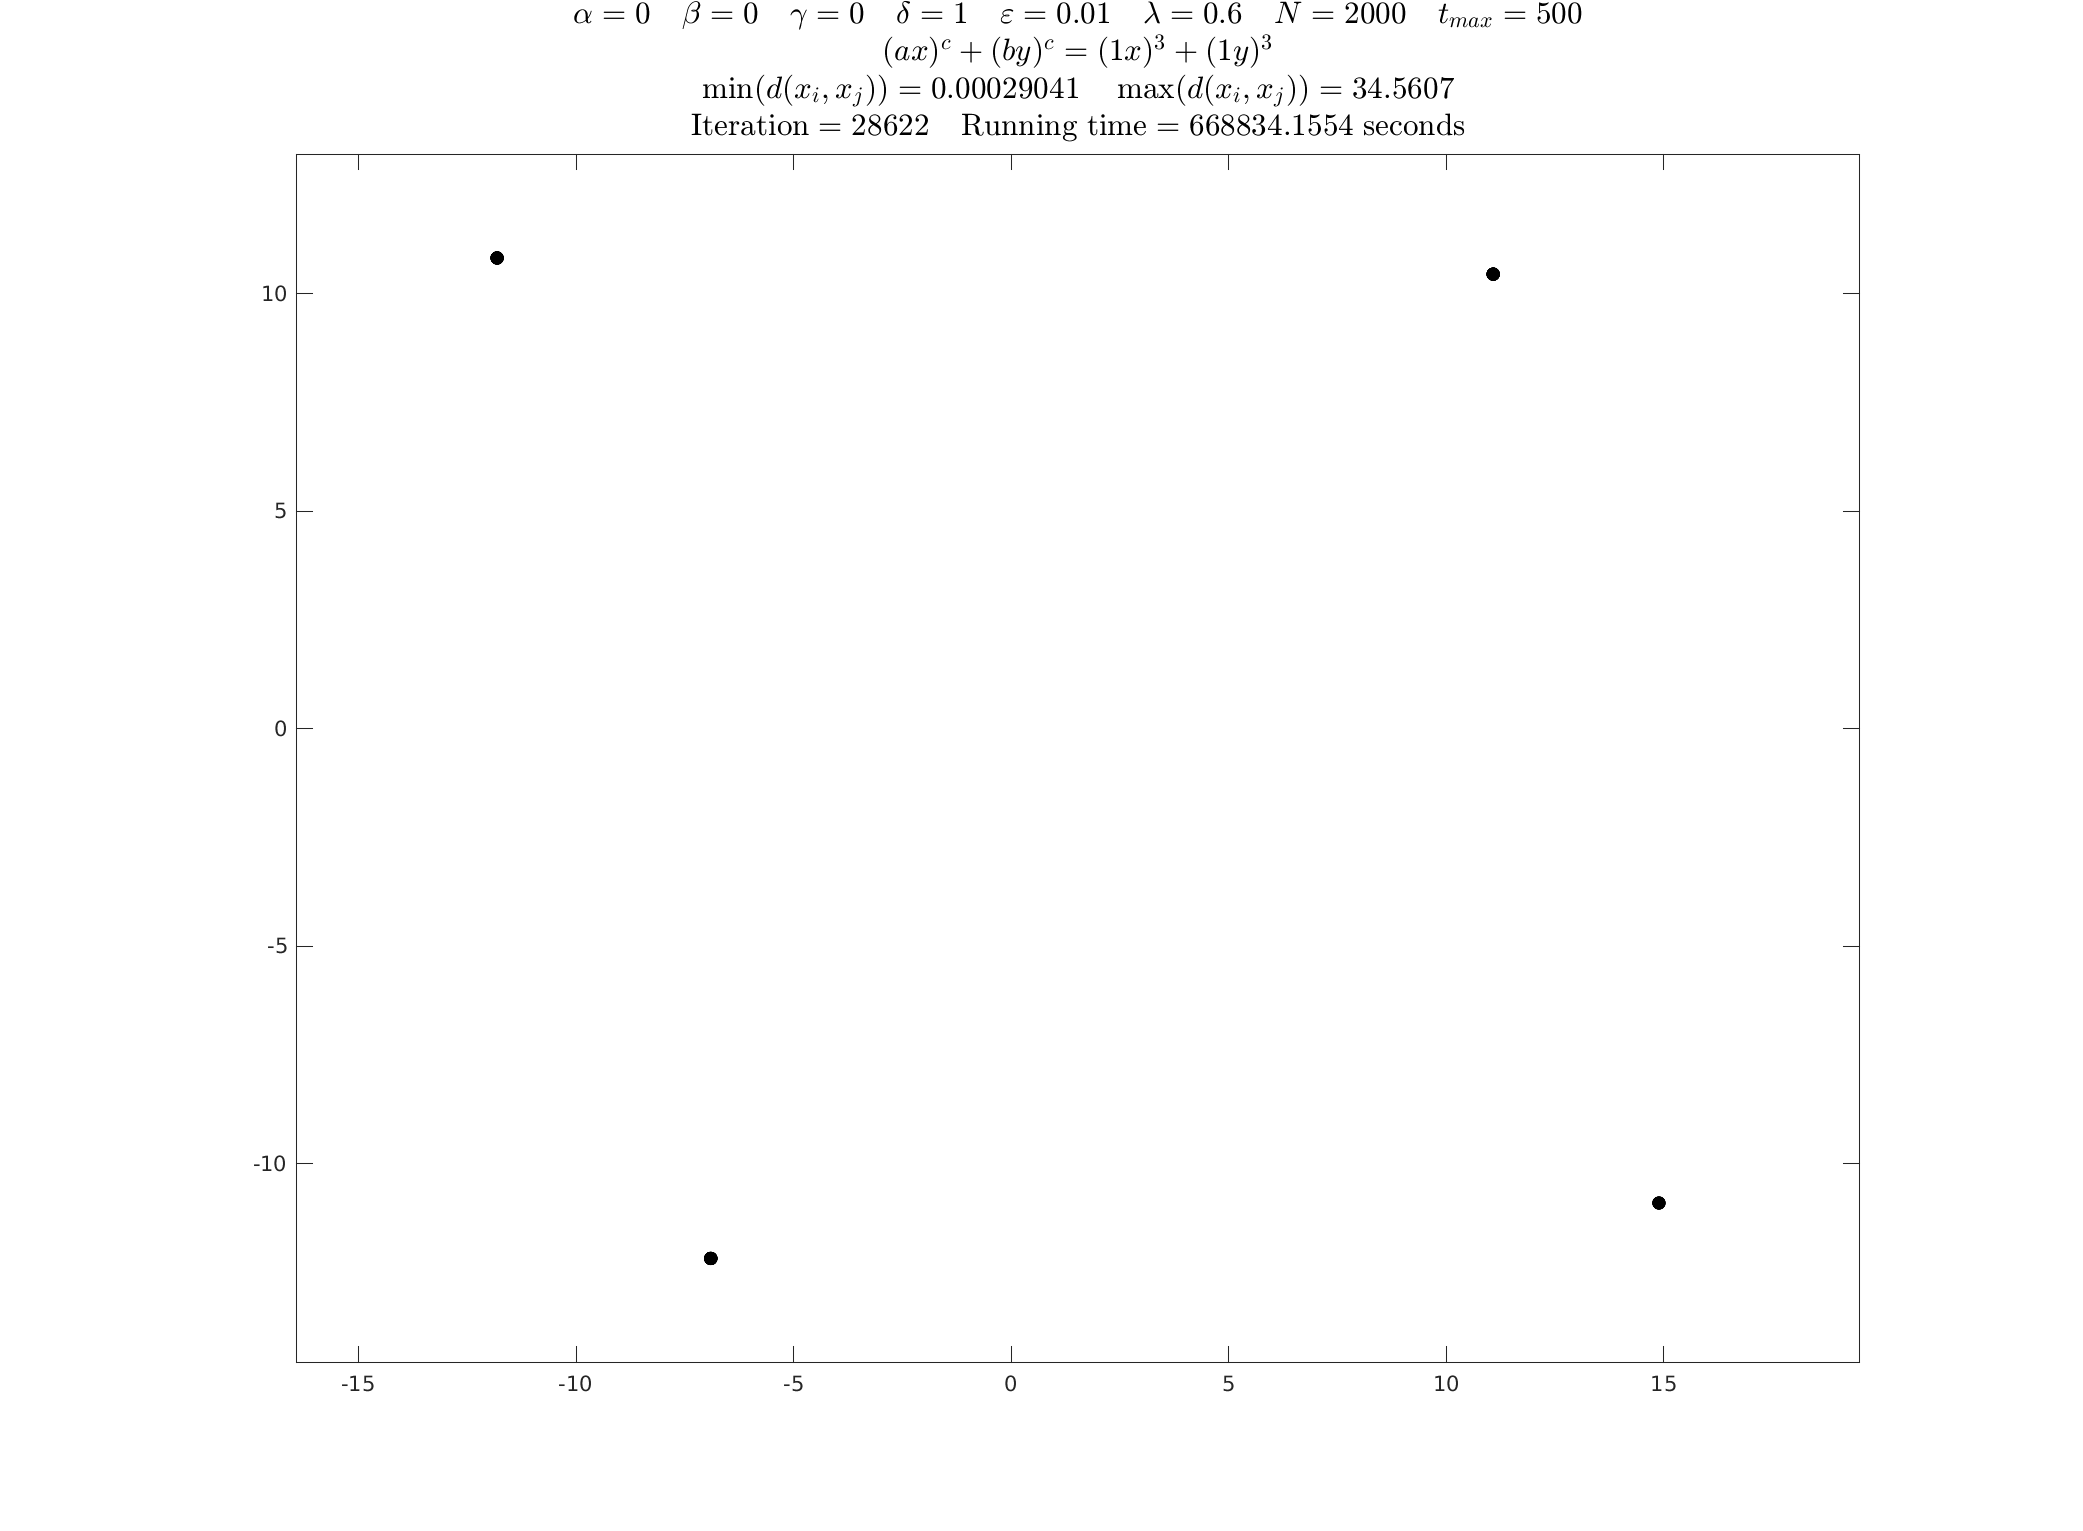 α = 0 β = 0 γ = 0 δ = 1 ε = 0.01 λ = 0.6 N = 2000 t_{max} = 500
(ax)^c + (by)^c = (1x)^3 + (1y)^3
min(d(x_i, x_j)) = 0.00029041 max(d(x_i, x_j)) = 34.5607
Iteration = 28622 Running time = 668834.1554 seconds
10
5
0
-5
-10
-15 -10 -5 0 5 10 15